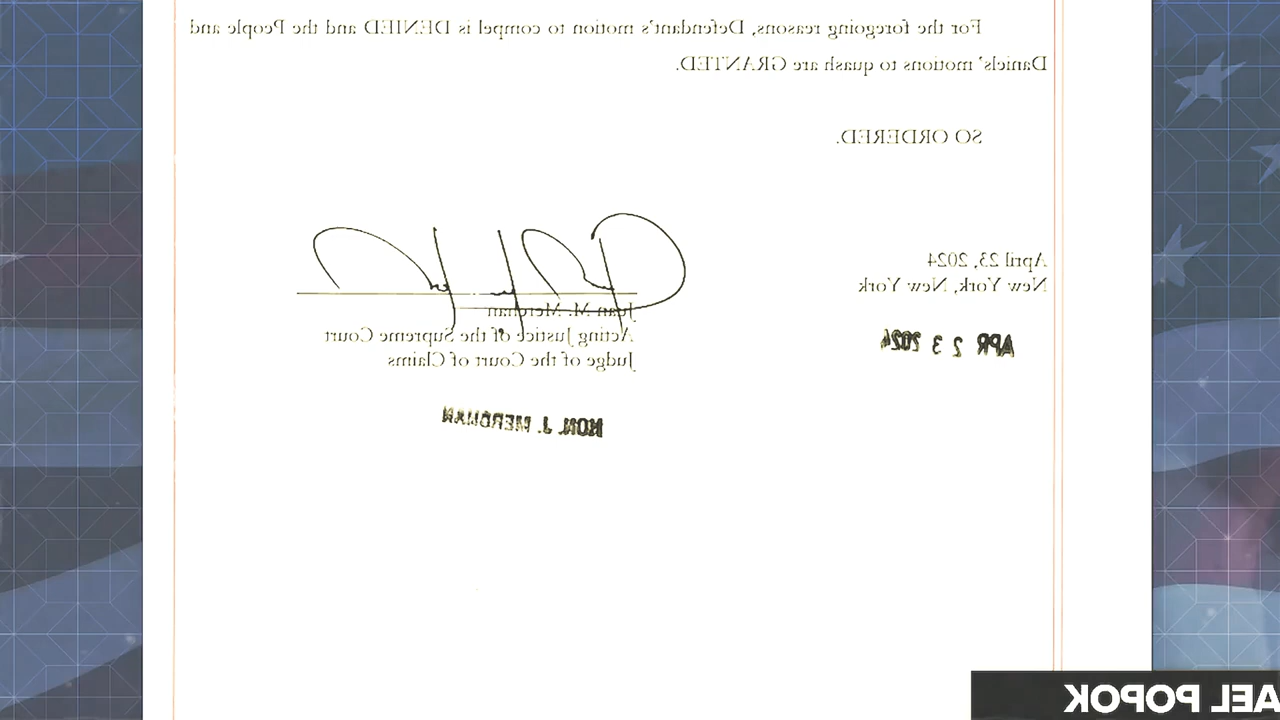 For the foregoing reasons, Defendant's motion to compel is DENIED and the People and
Daniels' motions to quash are GRANTED.
SO ORDERED.
April 23, 2024
New York, New York
APR 23 2024
Juan M. Merchan
Acting Justice of the Supreme Court
Judge of the Court of Claims
HON. J. MERCHAN
AEL POPOK